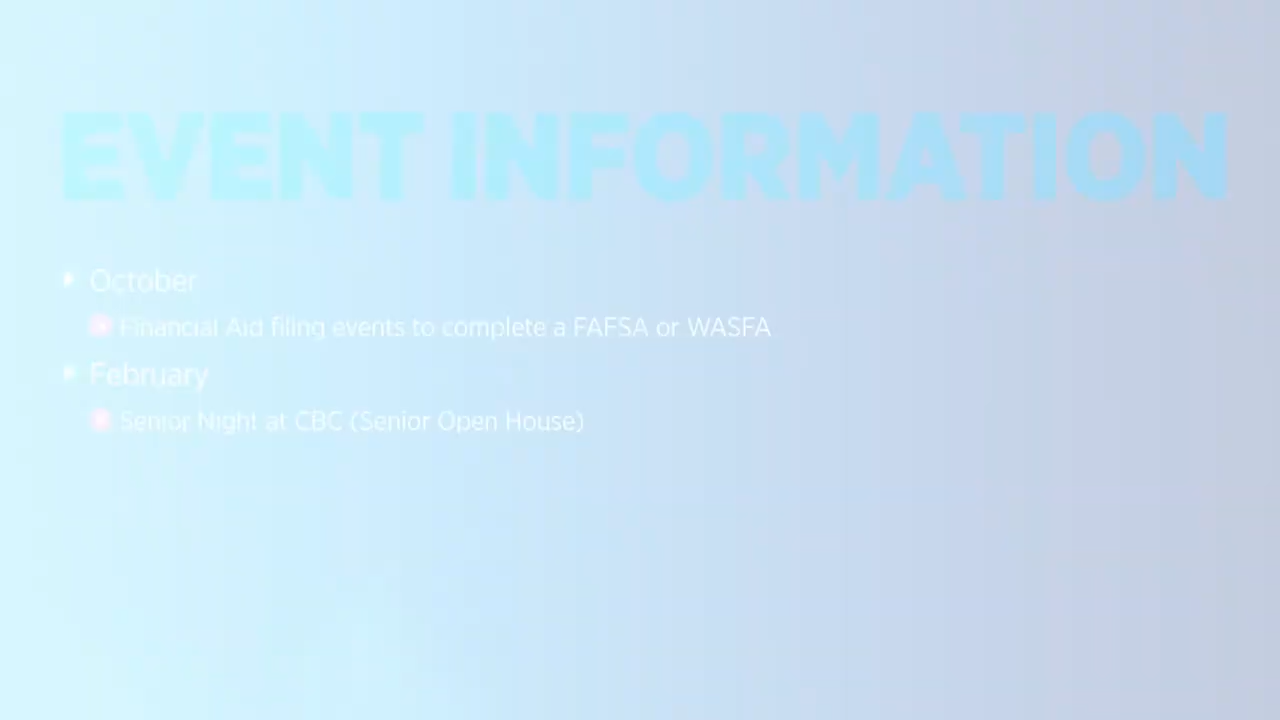 EVENT INFORMATION
October
Financial Aid filing events to complete a FAFSA or WASFA
February
Senior Night at CBC (Senior Open House)